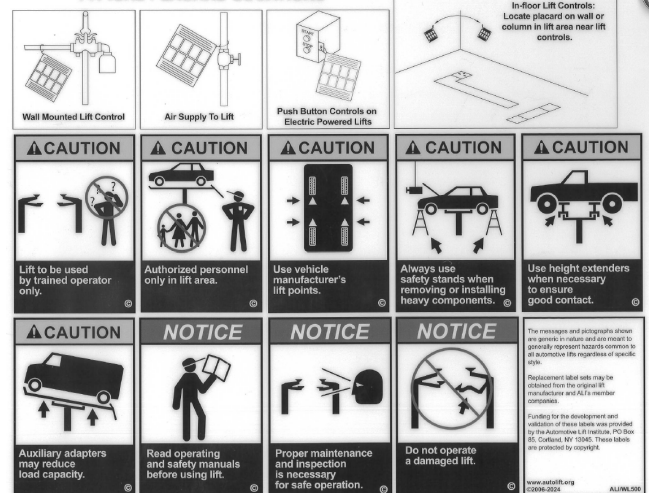 In-floor Lift Controls:
Locate placard on wall or
column in lift area near lift
controls.
Wall Mounted Lift Control
Air Supply To Lift
START
Push Button Controls on
Electric Powered Lifts
CAUTION
Lift to be used
by trained operator
only.
©
CAUTION
Authorized personnel
only in lift area.
©
CAUTION
Use vehicle
manufacturer's
lift points.
©
CAUTION
Always use
safety stands when
removing or installing
heavy components.
©
CAUTION
Use height extenders
when necessary
to ensure
good contact.
©
CAUTION
Auxiliary adapters
may reduce
load capacity.
©
NOTICE
Read operating
and safety manuals
before using lift.
©
NOTICE
Proper maintenance
and inspection
is necessary
for safe operation.
©
NOTICE
Do not operate
a damaged lift.
©
The messages and pictographs shown
are generic in nature and are meant to
generally represent hazards common to
all automotive lifts regardless of specific
style.
Replacement label sets may be
obtained from the original lift
manufacturer and ALI's member
companies.
Funding for the development and
validation of these labels was provided
by the Automotive Lift Institute, PO Box
85, Cortland, NY 13045. These labels
are protected by copyright.
www.autolift.org
©2006-2024
ALI/WL500